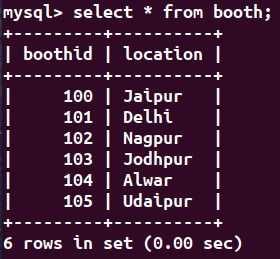 mysql> select * from booth;
+---------+----------+
| boothid | location |
+---------+----------+
|     100 | Jaipur   |
|     101 | Delhi    |
|     102 | Nagpur   |
|     103 | Jodhpur  |
|     104 | Alwar    |
|     105 | Udaipur  |
+---------+----------+
6 rows in set (0.00 sec)